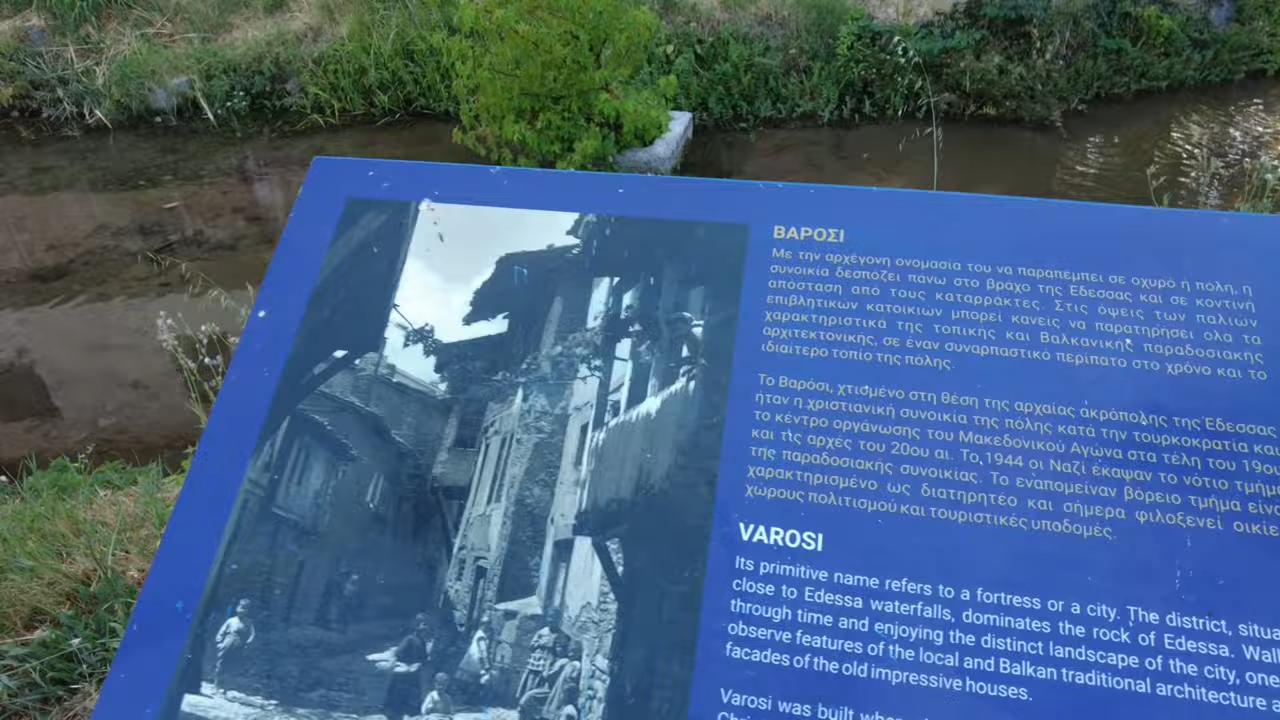 ΒΑΡΟΣΙ
Με την αρχέγονη ονομασία του να παραπέμπει σε οχυρό ή πόλη, η
συνοικία δεσπόζει πάνω στο βράχο της Έδεσσας και σε κοντινή
απόσταση από τους καταρράκτες. Στις όψεις των παλιών
επιβλητικών κατοικιών μπορεί κανείς να παρατηρήσει όλα τα
χαρακτηριστικά της τοπικής και Βαλκανικής παραδοσιακής
αρχιτεκτονικής, σε έναν συναρπαστικό περίπατο στο χρόνο και το
ιδιαίτερο τοπίο της πόλης.
Το Βαρόσι, χτισμένο στη θέση της αρχαίας ακρόπολης της Έδεσσας
ήταν η χριστιανική συνοικία της πόλης κατά την τουρκοκρατία και
το κέντρο οργάνωσης του Μακεδονικού Αγώνα στα τέλη του 19ου
και τις αρχές του 20ου αι. Το 1944 οι Ναζί έκαψαν το νότιο τμήμα
της παραδοσιακής συνοικίας. Το εναπομείναν βόρειο τμήμα είνα
χαρακτηρισμένο ως διατηρητέο και σήμερα φιλοξενεί οικίε
χώρους πολιτισμού και τουριστικές υποδομές.
VAROSI
Its primitive name refers to a fortress or a city. The district, situa
close to Edessa waterfalls, dominates the rock of Edessa. Wal
through time and enjoying the distinct landscape of the city, one
observe features of the local and Balkan traditional architecture a
facades of the old impressive houses.
Varosi was built whe